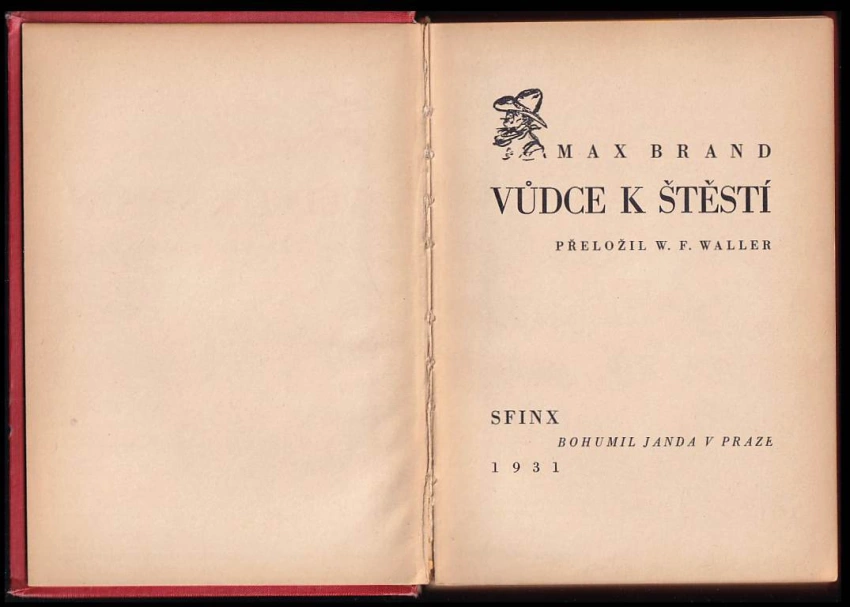 MAX BRAND
VŮDCE K ŠTĚSTÍ
PŘELOŽIL W. F. WALLER
SFINX
BOHUMIL JANDA V PRAZE
1931